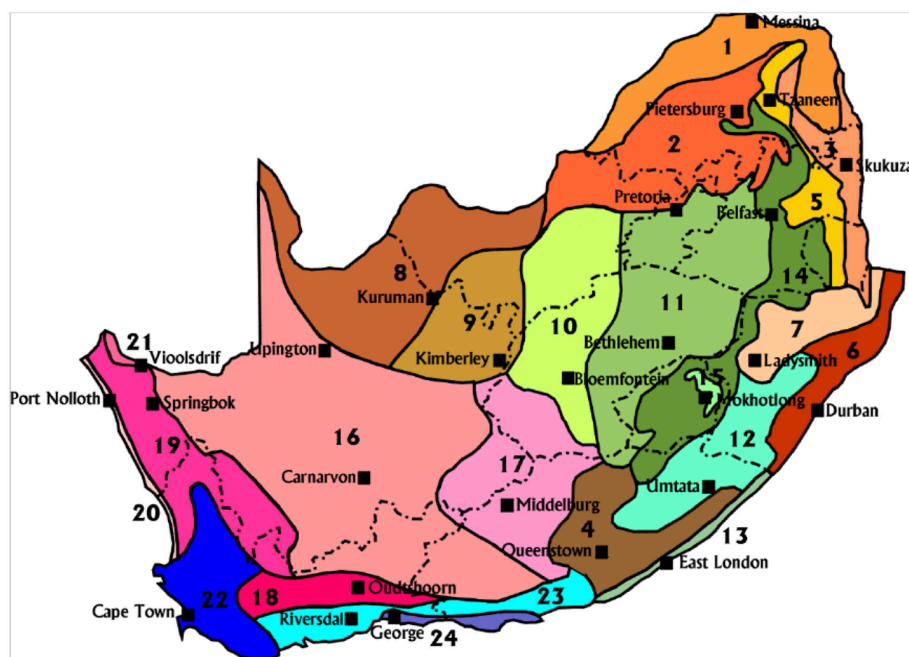 Messina
1
Tzaneen
Pietersburg
2
3
Skukuza
Pretoria
5
Belfast
8
14
Kuruman
9
10
11
7
6
21
Vioolsdrif
Upington
Kimberley
Bethlehem
Ladysmith
Bloemfontein
15
Port Nolloth
Springbok
Mokhotlong
Durban
19
16
12
17
Carnarvon
Umtata
20
Middelburg
4
13
Queenstown
East London
Oudtshoorn
22
18
23
Cape Town
Riversdal
George
24